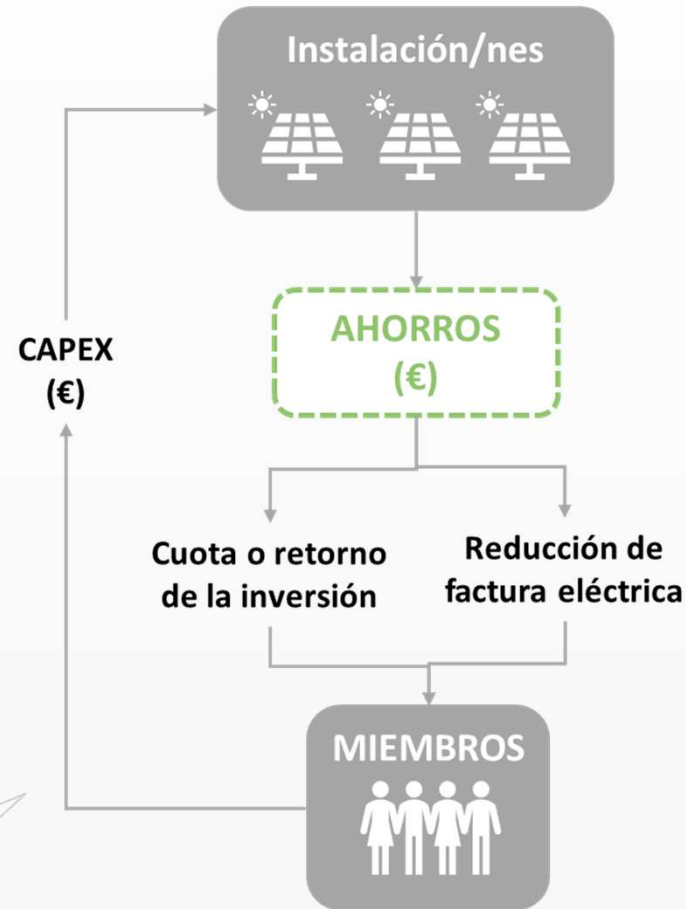 Instalación/nes
AHORROS
(€)
CAPEX
(€)
Cuota o retorno
de la inversión
Reducción de
factura eléctrica
MIEMBROS